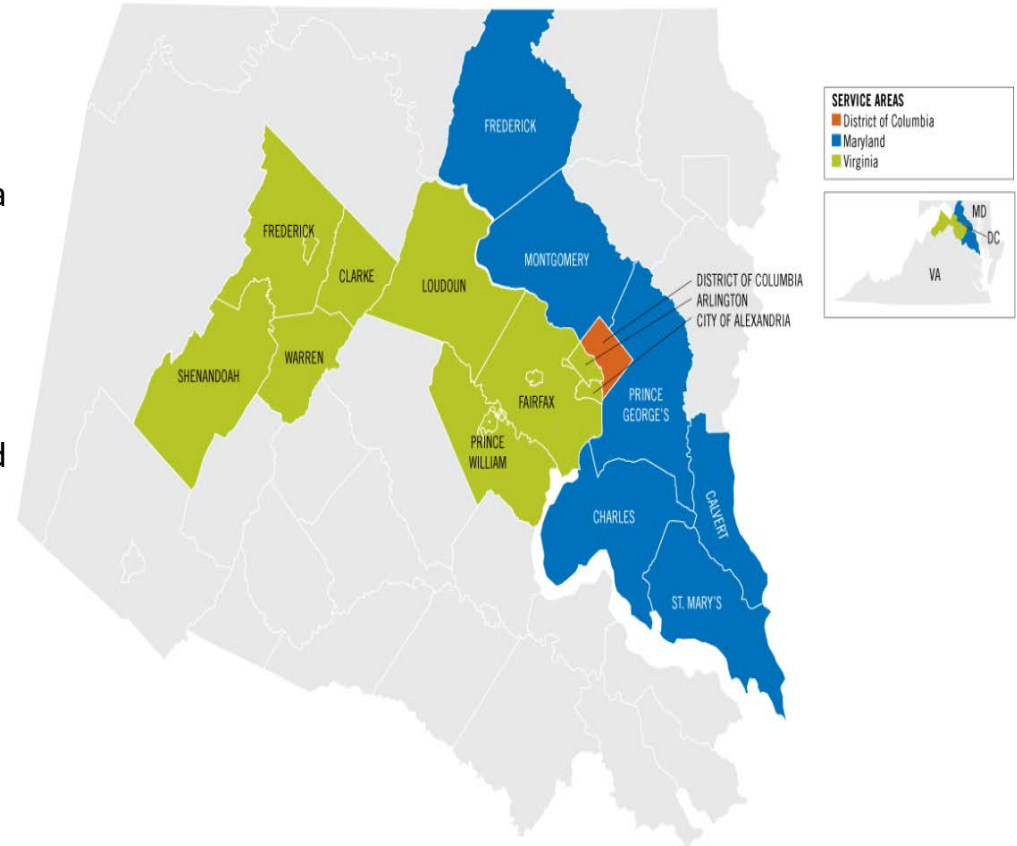 a
d
FREDERICK
SERVICE AREAS
District of Columbia
Maryland
Virginia
FREDERICK
CLARKE
LOUDOUN
MONTGOMERY
MD
DC
VA
DISTRICT OF COLUMBIA
ARLINGTON
CITY OF ALEXANDRIA
SHENANDOAH
WARREN
FAIRFAX
PRINCE
GEORGE'S
PRINCE
WILLIAM
CHARLES
CALVERT
ST. MARY'S